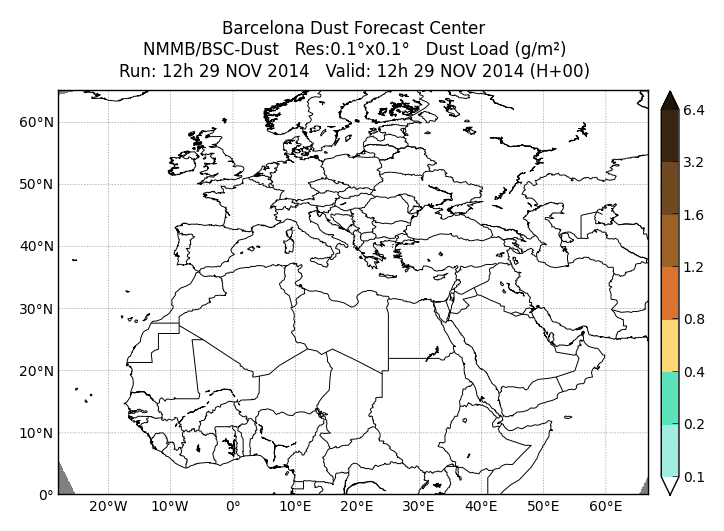 Barcelona Dust Forecast Center
NMMB/BSC-Dust Res:0.1°x0.1° Dust Load (g/m²)
Run: 12h 29 NOV 2014 Valid: 12h 29 NOV 2014 (H+00)
60°N
50°N
40°N
30°N
20°N
10°N
0°
20°W
10°W
0°
10°E
20°E
30°E
40°E
50°E
60°E
6.4
3.2
1.6
1.2
0.8
0.4
0.2
0.1